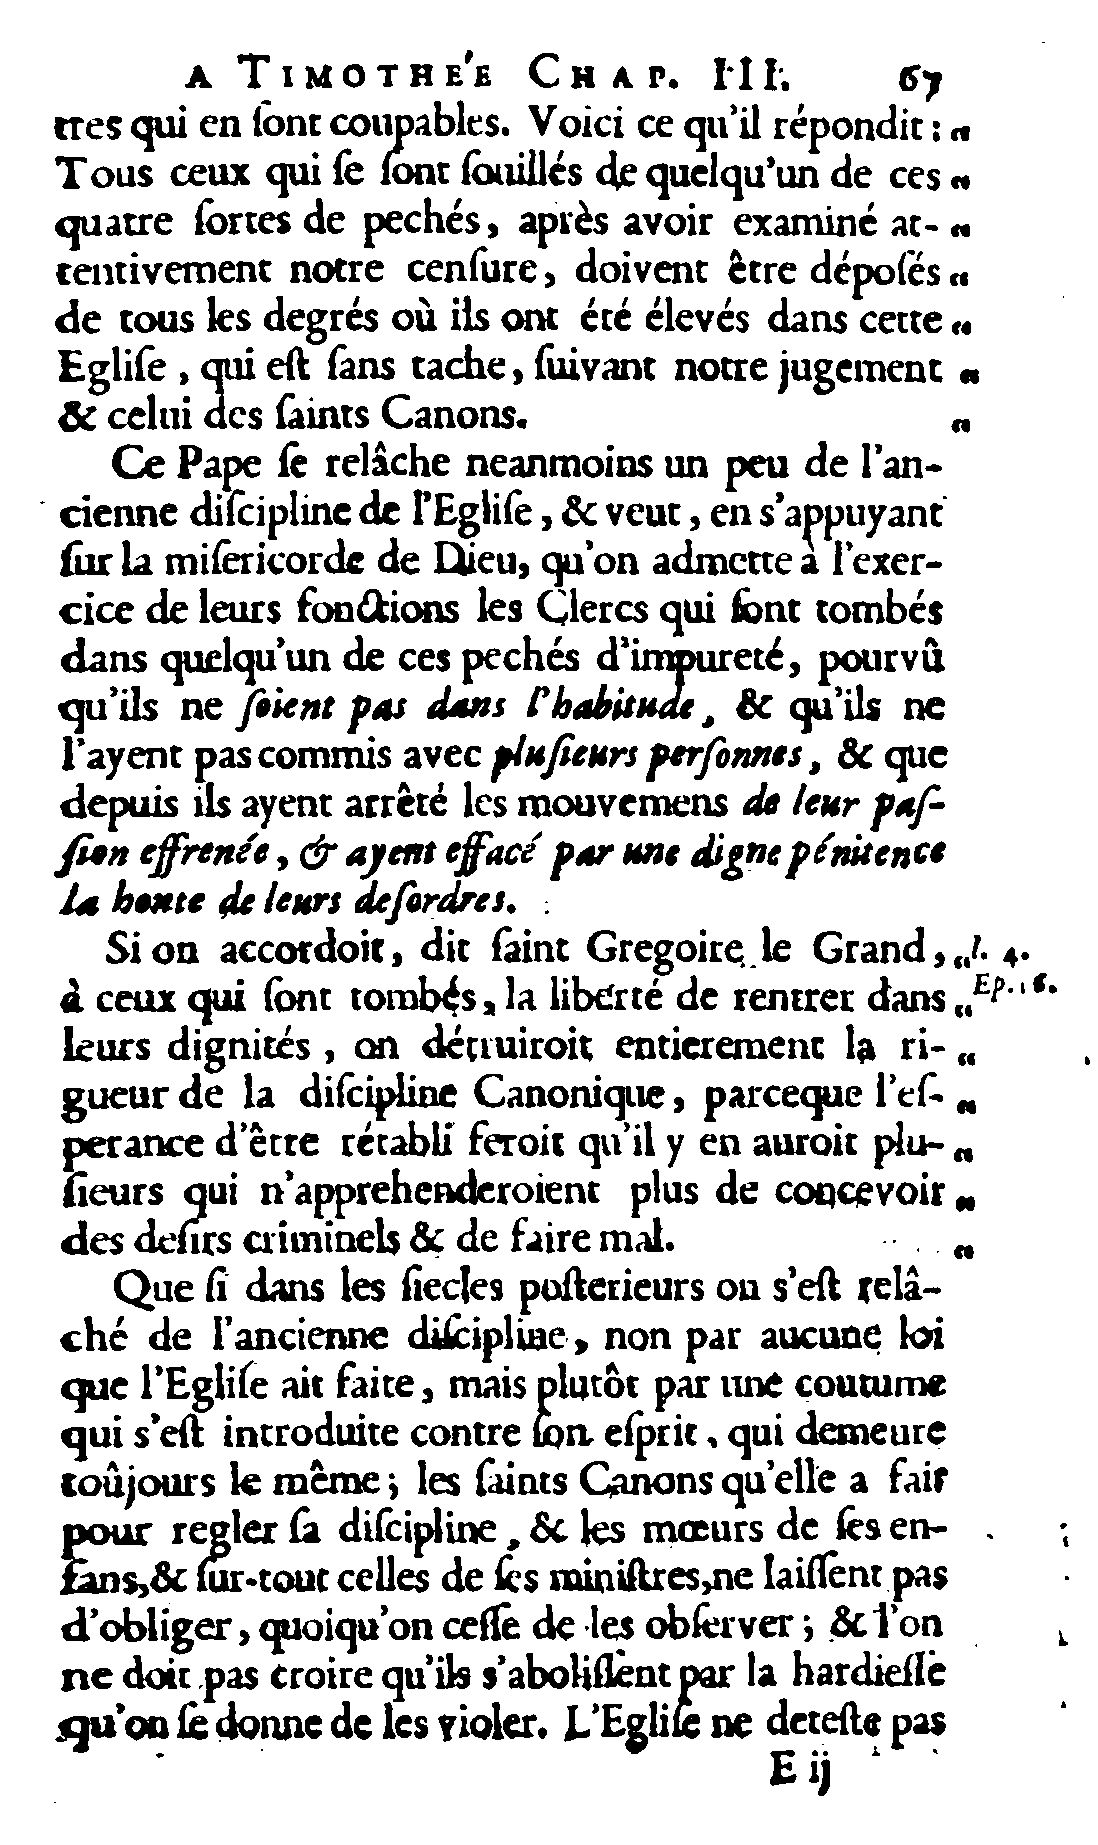 A TIMOTHE'E CHAP. III. 67
tres qui en ſont coupables. Voici ce qu'il répondit : „
Tous ceux qui ſe ſont ſouillés de quelqu'un de ces „
quatre ſortes de pechés, après avoir examiné at- „
tentivement notre cenſure, doivent être dépoſés „
de tous les degrés où ils ont été élevés dans cette „
Egliſe, qui eſt ſans tache, ſuivant notre jugement „
& celui des ſaints Canons. „
Ce Pape ſe relâche neanmoins un peu de l'an-
cienne diſcipline de l'Egliſe, & veut, en s'appuyant
ſur la miſericorde de Dieu, qu'on admette à l'exer-
cice de leurs fonctions les Clercs qui ſont tombés
dans quelqu'un de ces pechés d'impureté, pourvû
qu'ils ne ſoient pas dans l'habitude, & qu'ils ne
l'ayent pas commis avec pluſieurs perſonnes, & que
depuis ils ayent arrêté les mouvemens de leur paſ-
ſion effrenée, & ayent effacé par une digne pénitence
la honte de leurs deſordres.
Si on accordoit, dit ſaint Gregoire le Grand, „ l. 4.
à ceux qui ſont tombés, la liberté de rentrer dans „ Ep. 16.
leurs dignités, on détruiroit entierement la ri- „
gueur de la diſcipline Canonique, parceque l'eſ- „
perance d'être rétabli feroit qu'il y en auroit plu- „
ſieurs qui n'apprehenderoient plus de concevoir „
des deſirs criminels & de faire mal. „
Que ſi dans les ſiecles poſterieurs on s'eſt relâ-
ché de l'ancienne diſcipline, non par aucune loi
que l'Egliſe ait faite, mais plutôt par une coutume
qui s'eſt introduite contre ſon eſprit, qui demeure
toûjours le même; les ſaints Canons qu'elle a fait
pour regler ſa diſcipline, & les mœurs de ſes en-
fans, & ſur-tout celles de ſes miniſtres, ne laiſſent pas
d'obliger, quoiqu'on ceſſe de les obſerver; & l'on
ne doit pas croire qu'ils s'aboliſſent par la hardieſſe
qu'on ſe donne de les violer. L'Egliſe ne deteſte pas
E ij